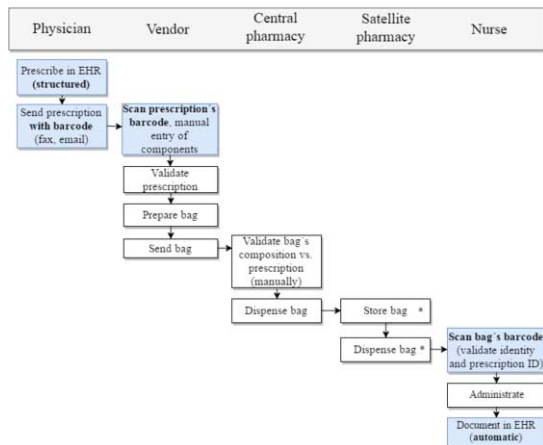 Physician
Vendor
Central
pharmacy
Satellite
pharmacy
Nurse
Prescribe in EHR
(structured)
Send prescription
with barcode
(fax, email)
Scan prescription´s
barcode, manual
entry of
components
Validate
prescription
Prepare bag
Send bag
Validate bag´s
composition vs.
prescription
(manually)
Dispense bag
Store bag *
Dispense bag *
Scan bag´s barcode
(validate identity
and prescription ID)
Administrate
Document in EHR
(automatic)